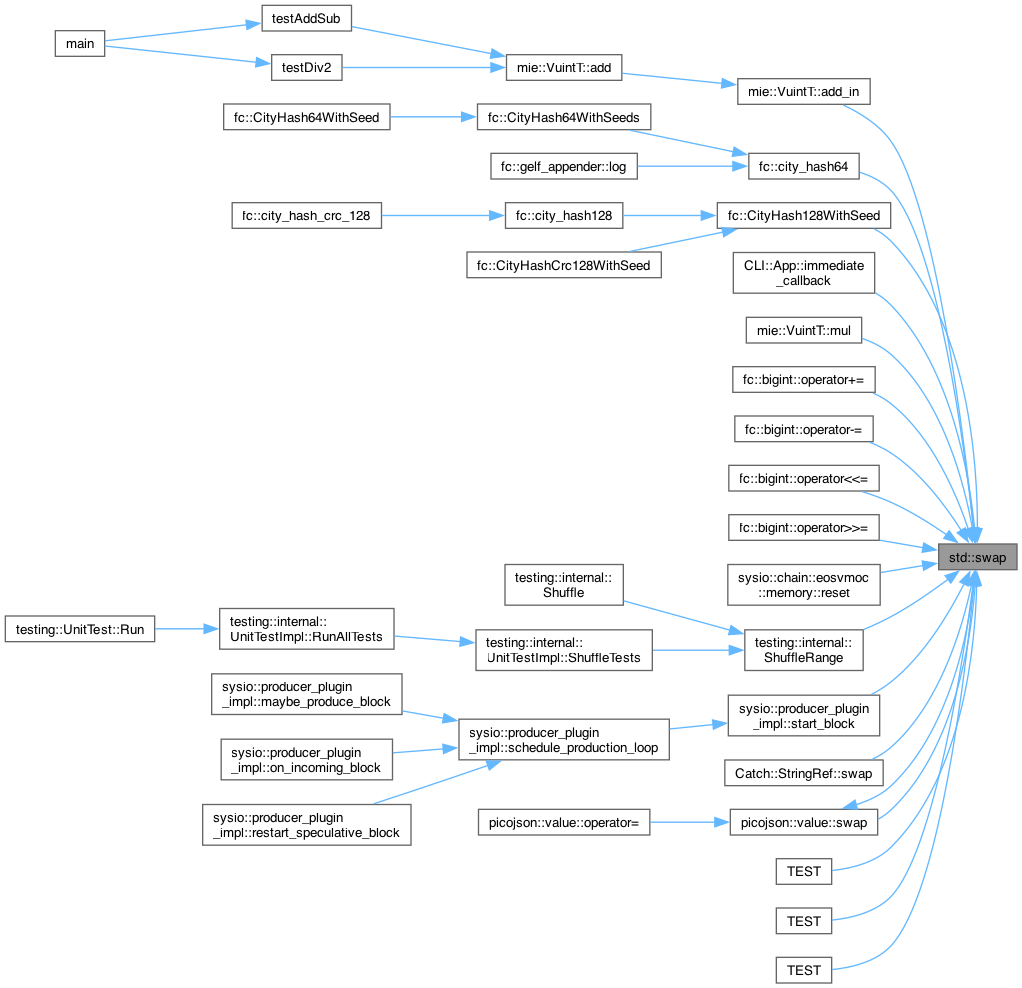 testAddSub
main
testDiv2
mie::VuintT::add
mie::VuintT::add_in
fc::CityHash64WithSeed
fc::CityHash64WithSeeds
fc::gelf_appender::log
fc::city_hash64
fc::city_hash_crc_128
fc::city_hash128
fc::CityHash128WithSeed
fc::CityHashCrc128WithSeed
CLI::App::immediate
_callback
mie::VuintT::mul
fc::bigint::operator+=
fc::bigint::operator-=
fc::bigint::operator<<=
fc::bigint::operator>>=
std::swap
sysio::chain::eosvmoc
::memory::reset
testing::internal::
Shuffle
testing::UnitTest::Run
testing::internal::
UnitTestImpl::RunAllTests
testing::internal::
UnitTestImpl::ShuffleTests
testing::internal::
ShuffleRange
sysio::producer_plugin
_impl::maybe_produce_block
sysio::producer_plugin
_impl::on_incoming_block
sysio::producer_plugin
_impl::restart_speculative_block
sysio::producer_plugin
_impl::schedule_production_loop
sysio::producer_plugin
_impl::start_block
Catch::StringRef::swap
picojson::value::operator=
picojson::value::swap
TEST
TEST
TEST